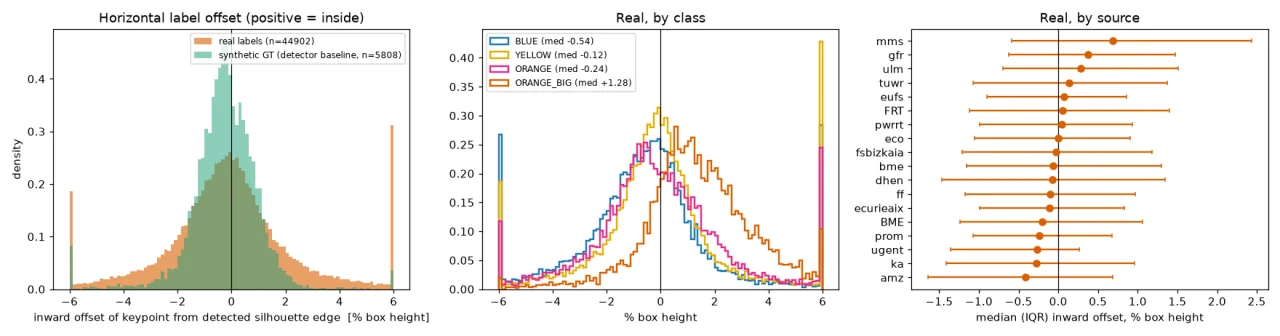 Horizontal label offset (positive = inside)
real labels (n=44902)
synthetic GT (detector baseline, n=5808)
density
0.4
0.3
0.2
0.1
0.0
−6 −4 −2 0 2 4 6
inward offset of keypoint from detected silhouette edge [% box height]
Real, by class
BLUE (med -0.54)
YELLOW (med -0.12)
ORANGE (med -0.24)
ORANGE_BIG (med +1.28)
0.40
0.35
0.30
0.25
0.20
0.15
0.10
0.05
0.00
−6 −4 −2 0 2 4 6
% box height
Real, by source
mms
gfr
ulm
tuwr
eufs
FRT
pwrrt
eco
fsbizkaia
bme
dhen
ff
ecurieaix
BME
prom
ugent
ka
amz
−1.5 −1.0 −0.5 0.0 0.5 1.0 1.5 2.0 2.5
median (IQR) inward offset, % box height